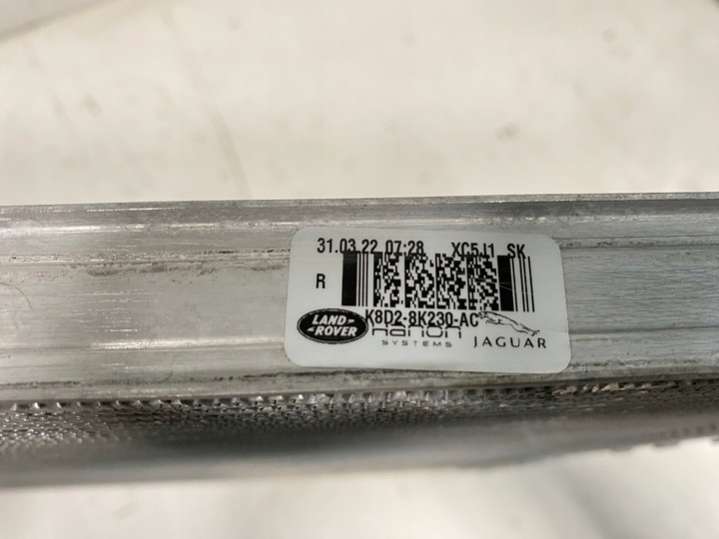 31.03.22 07:28 XC5J1 SK
R
K8D2-8K230-AC
LAND-
-ROVER
hanon
SYSTEMS
JAGUAR